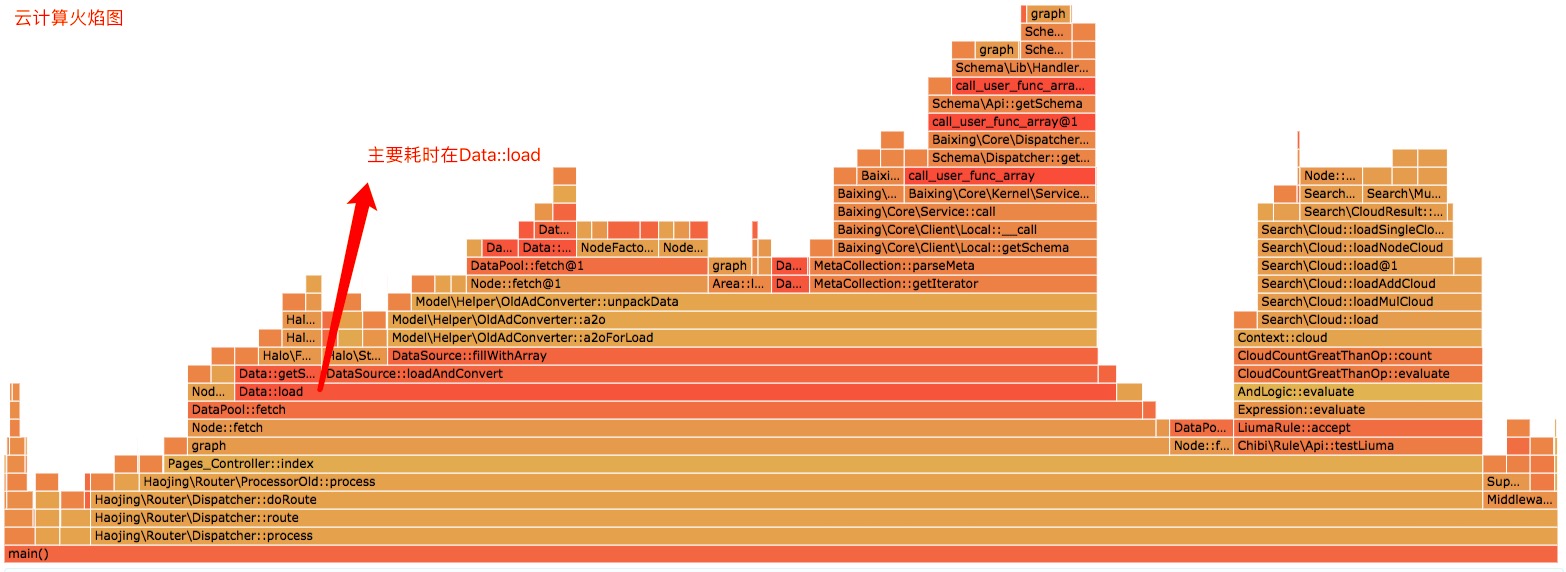 云计算火焰图
graph
Sche...
graph
Sche...
Schema\Lib\Handler...
call_user_func_arra...
Schema\Api::getSchema
call_user_func_array@1
Baixing\Core\Dispatcher...
主要耗时在Data::load
Schema\Dispatcher::get...
Baixi...
call_user_func_array
Node::...
Baixing\...
Baixing\Core\Kernel\Service...
Search...
Search\Mu...
Baixing\Core\Service::call
Search\CloudResult::...
Dat...
Baixing\Core\Client\Local::__call
Search\Cloud::loadSingleClo...
Da...
Data::...
NodeFacto...
Node...
Baixing\Core\Client\Local::getSchema
Search\Cloud::loadNodeCloud
DataPool::fetch@1
graph
Da...
MetaCollection::parseMeta
Search\Cloud::load@1
Node::fetch@1
Area::l...
Da...
MetaCollection::getIterator
Search\Cloud::loadAddCloud
Model\Helper\OldAdConverter::unpackData
Search\Cloud::loadMulCloud
Hal...
Model\Helper\OldAdConverter::a2o
Search\Cloud::load
Hal...
Model\Helper\OldAdConverter::a2oForLoad
Context::cloud
Halo\F...
Halo\St...
DataSource::fillWithArray
CloudCountGreatThanOp::count
Data::getS...
DataSource::loadAndConvert
CloudCountGreatThanOp::evaluate
Nod...
Data::load
AndLogic::evaluate
DataPool::fetch
Expression::evaluate
Node::fetch
DataPo...
LiumaRule::accept
graph
Node::f...
Chibi\Rule\Api::testLiuma
Pages_Controller::index
Haojing\Router\ProcessorOld::process
Sup...
Haojing\Router\Dispatcher::doRoute
Middlewa...
Haojing\Router\Dispatcher::route
Haojing\Router\Dispatcher::process
main()